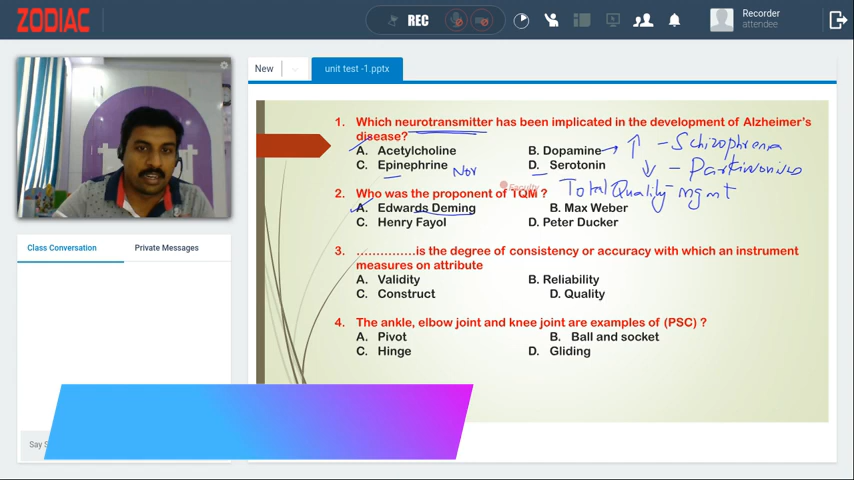 ZODIAC
REC
Recorder
attendee
New
unit test -1.pptx
1. Which neurotransmitter has been implicated in the development of Alzheimer's
disease?
A. Acetylcholine B. Dopamine
↑ - Schizophrenia
C. Epinephrine D. Serotonin
Nor
↓ - Parkinsonius
Faculty
Total Quality mgmt
2. Who was the proponent of TQM ?
A. Edwards Deming B. Max Weber
C. Henry Fayol D. Peter Ducker
3. ...............is the degree of consistency or accuracy with which an instrument
measures on attribute
A. Validity B. Reliability
C. Construct D. Quality
4. The ankle, elbow joint and knee joint are examples of (PSC) ?
A. Pivot B. Ball and socket
C. Hinge D. Gliding
Class Conversation
Private Messages
Say